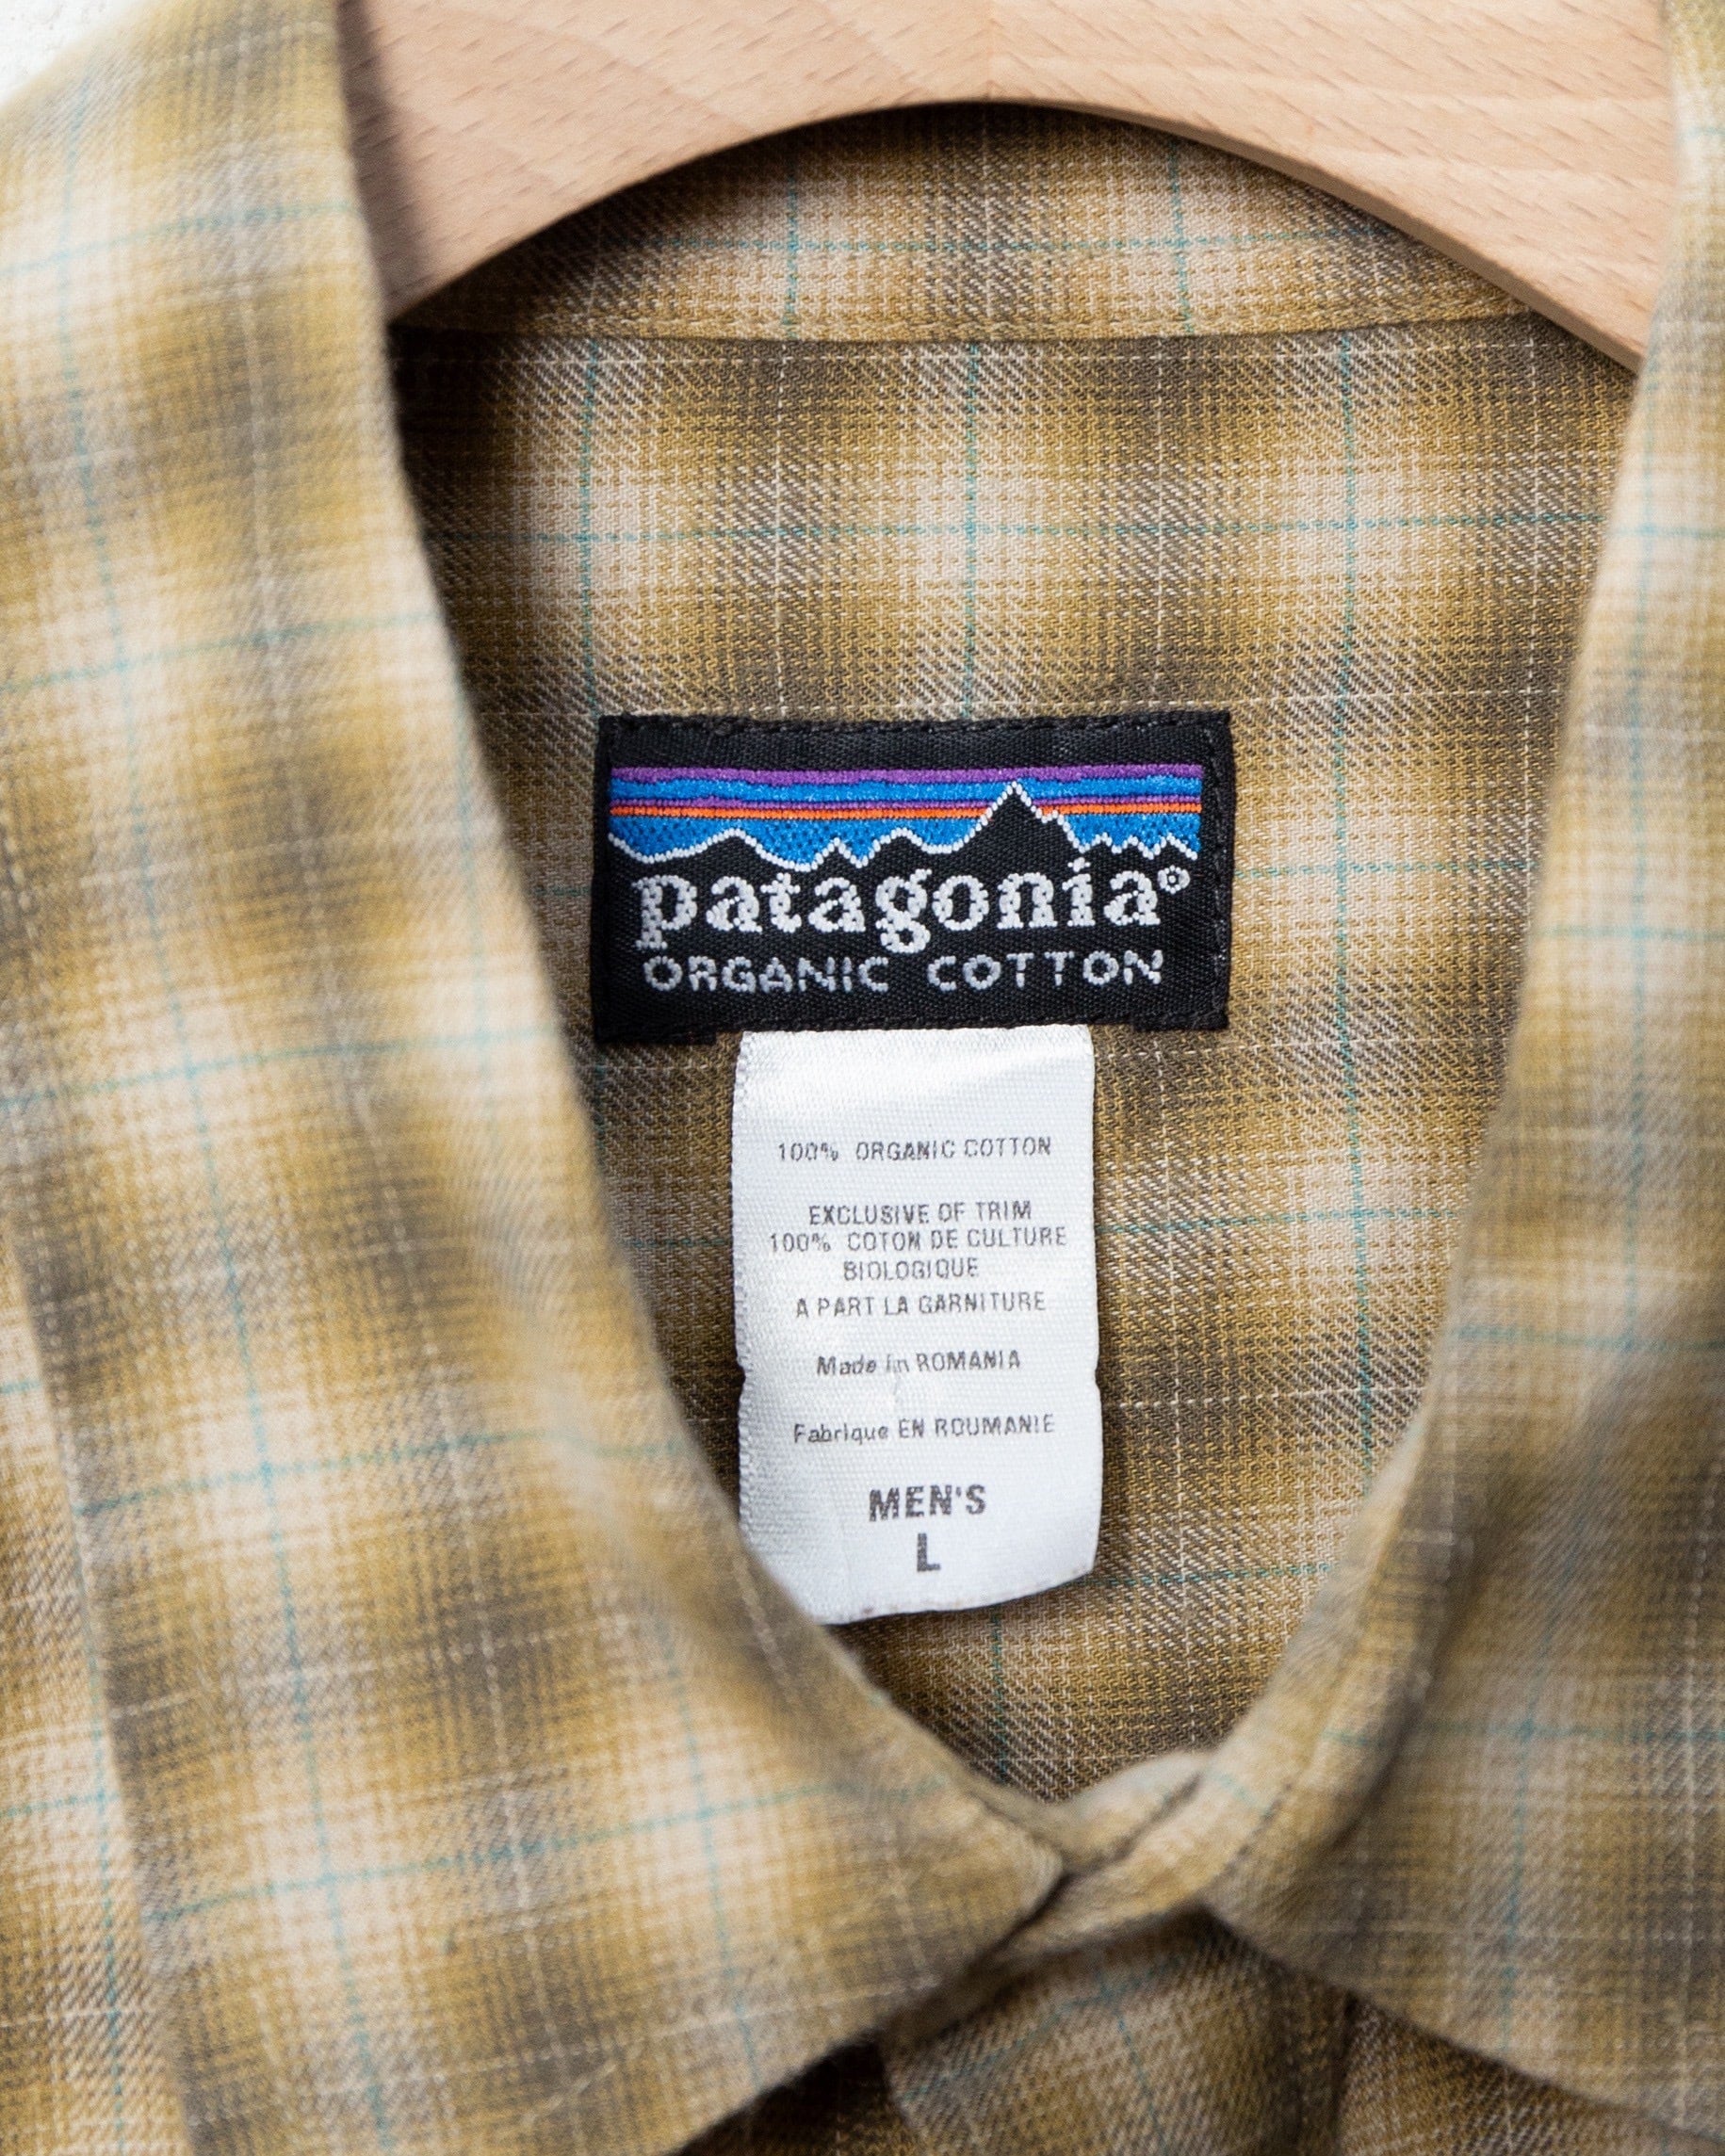 patagonia®
ORGANIC COTTON
100% ORGANIC COTTON
EXCLUSIVE OF TRIM
100% COTON DE CULTURE
BIOLOGIQUE
A PART LA GARNITURE
Made in ROMANIA
Fabrique EN ROUMANIE
MEN'S
L